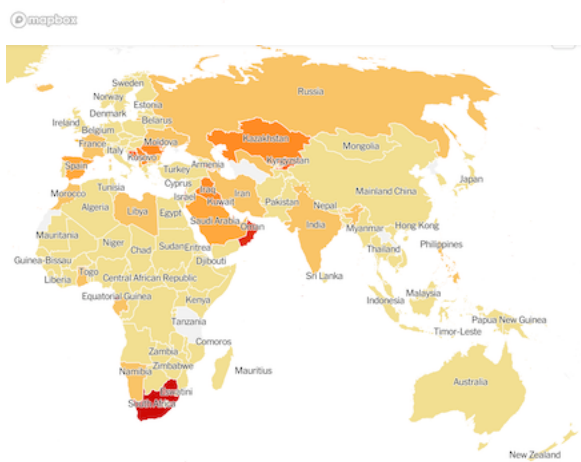 mapbox
Sweden
Russia
Norway
Estonia
Denmark
Ireland
Belarus
Belgium
France
Moldova
Kazakhstan
Italy
Mongolia
Kosovo
Kyrgyzstan
Spain
Turkey
Armenia
Japan
Tunisia
Cyprus
Iraq
Iran
Mainland China
Morocco
Israel
Kuwait
Pakistan
Nepal
Algeria
Libya
Egypt
Saudi Arabia
Oman
India
Myanmar
Hong Kong
Mauritania
Niger
Chad
Sudan
Eritrea
Philippines
Thailand
Guinea-Bissau
Djibouti
Togo
Central African Republic
Sri Lanka
Liberia
Equatorial Guinea
Kenya
Malaysia
Indonesia
Tanzania
Papua New Guinea
Timor-Leste
Comoros
Zambia
Zimbabwe
Namibia
Mauritius
Australia
Eswatini
South Africa
New Zealand